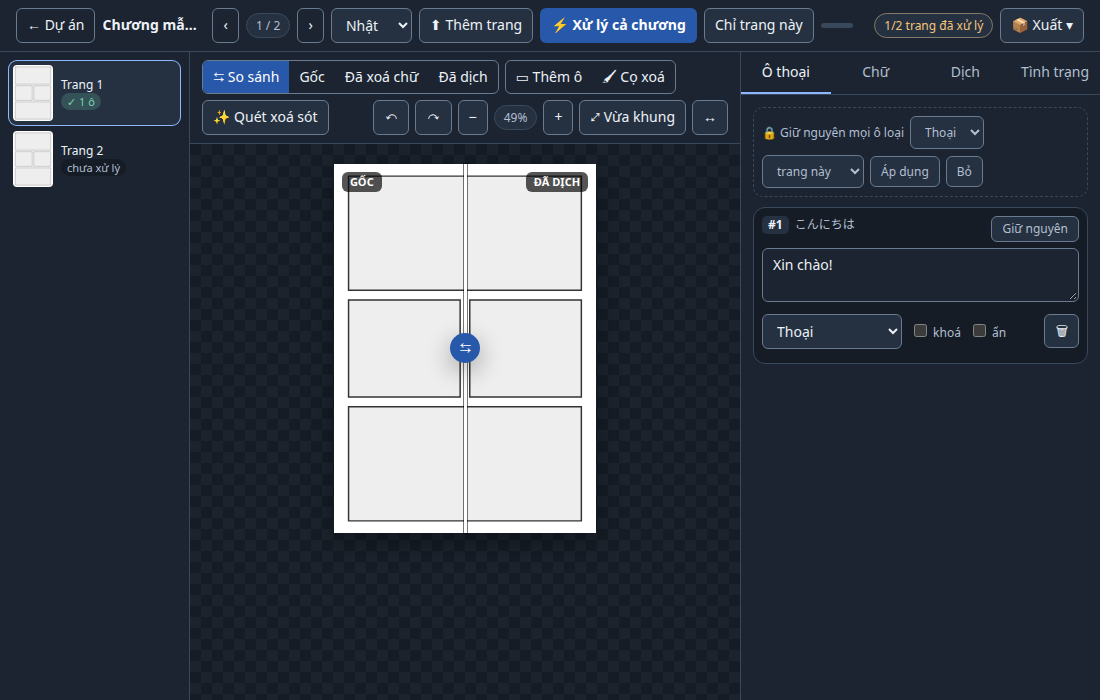 ← Dự án
Chương mẫ...
‹
1 / 2
›
Nhật
⬆ Thêm trang
⚡ Xử lý cả chương
Chỉ trang này
1/2 trang đã xử lý
📦 Xuất ▾
Trang 1
✓ 1 ô
Trang 2
chưa xử lý
⇆ So sánh
Gốc
Đã xoá chữ
Đã dịch
▭ Thêm ô
🖌 Cọ xoá
✨ Quét xoá sót
↶
↷
−
49%
+
⤢ Vừa khung
↔
GỐC
ĐÃ DỊCH
⇆
Ô thoại
Chữ
Dịch
Tình trạng
🔒 Giữ nguyên mọi ô loại
Thoại
trang này
Áp dụng
Bỏ
#1
こんにちは
Giữ nguyên
Xin chào!
Thoại
khoá
ẩn
🗑